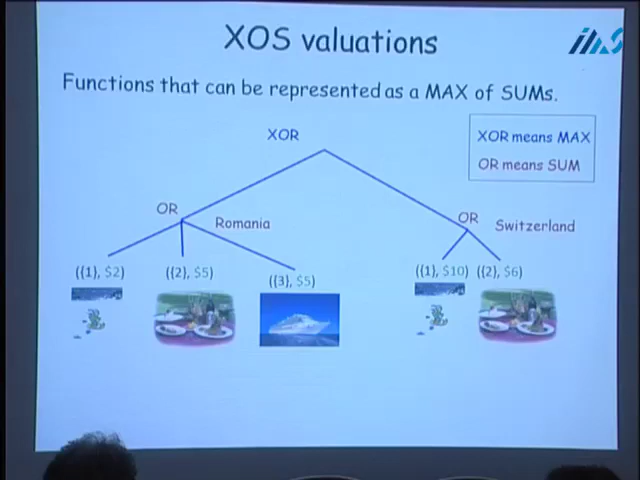 XOS valuations
IIAS
Functions that can be represented as a MAX of SUMs.
XOR
XOR means MAX
OR means SUM
OR
Romania
OR
Switzerland
({1}, $2)
({2}, $5)
({3}, $5)
({1}, $10)
({2}, $6)